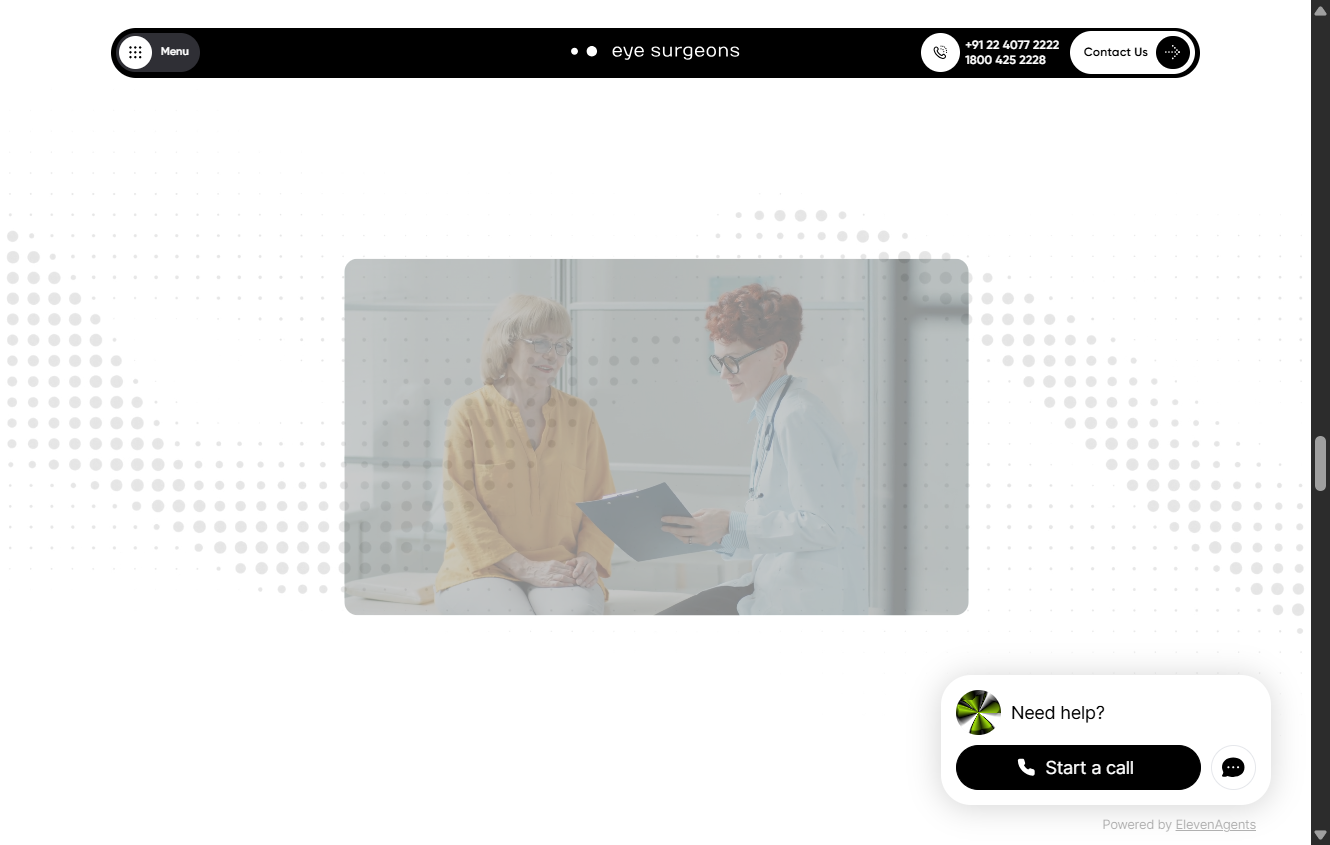 Menu
eye surgeons
+91 22 4077 2222
1800 425 2228
Contact Us
Need help?
Start a call
Powered by ElevenAgents